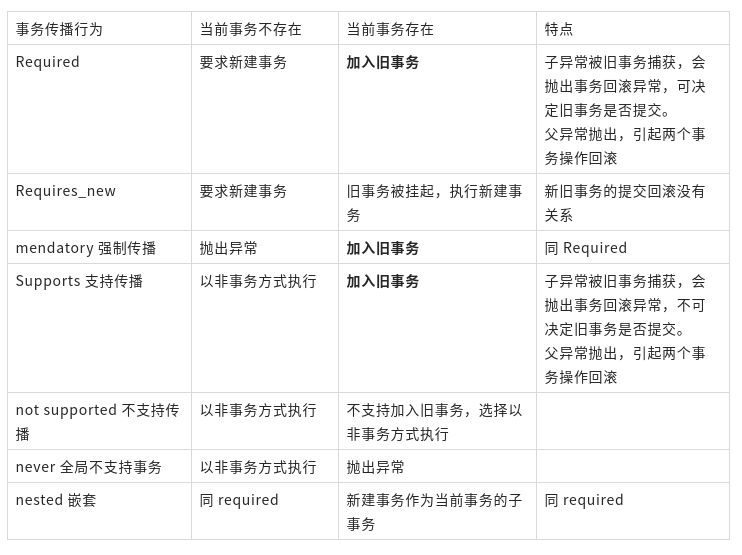 事务传播行为
当前事务不存在
当前事务存在
特点
Required
要求新建事务
加入旧事务
子异常被旧事务捕获，会
抛出事务回滚异常，可决
定旧事务是否提交。
父异常抛出，引起两个事
务操作回滚
Requires_new
要求新建事务
旧事务被挂起，执行新建事
务
新旧事务的提交回滚没有
关系
mendatory 强制传播
抛出异常
加入旧事务
同 Required
Supports 支持传播
以非事务方式执行
加入旧事务
子异常被旧事务捕获，会
抛出事务回滚异常，不可
决定旧事务是否提交。
父异常抛出，引起两个事
务操作回滚
not supported 不支持传
播
以非事务方式执行
不支持加入旧事务，选择以
非事务方式执行
never 全局不支持事务
以非事务方式执行
抛出异常
nested 嵌套
同 required
新建事务作为当前事务的子
事务
同 required